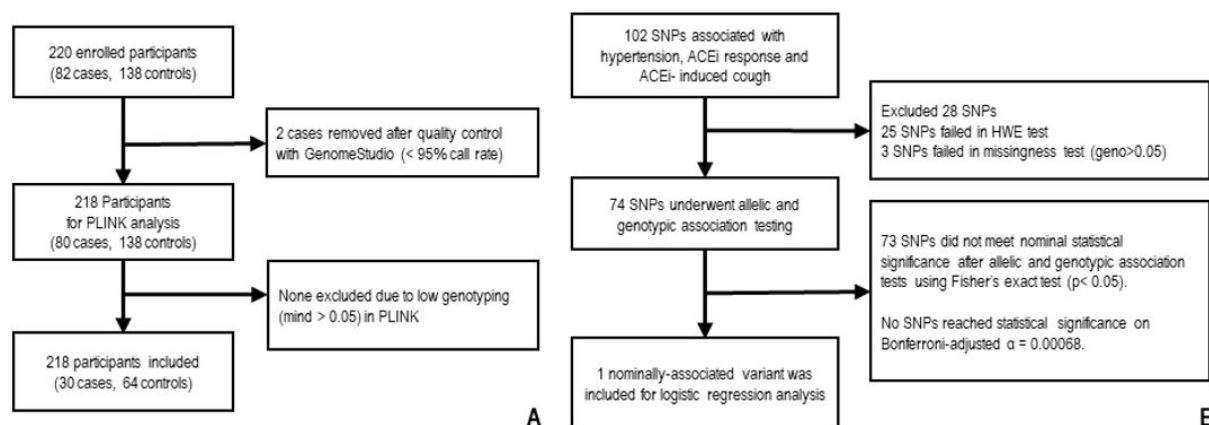 220 enrolled participants
(82 cases, 138 controls)
2 cases removed after quality control
with GenomeStudio (< 95% call rate)
218 Participants
for PLINK analysis
(80 cases, 138 controls)
None excluded due to low genotyping
(mind > 0.05) in PLINK
218 participants included
(30 cases, 64 controls)
A
102 SNPs associated with
hypertension, ACEi response and
ACEi- induced cough
Excluded 28 SNPs
25 SNPs failed in HWE test
3 SNPs failed in missingness test (geno>0.05)
74 SNPs underwent allelic and
genotypic association testing
73 SNPs did not meet nominal statistical
significance after allelic and genotypic association
tests using Fisher's exact test (p< 0.05).
No SNPs reached statistical significance on
Bonferroni-adjusted α = 0.00068.
1 nominally-associated variant was
included for logistic regression analysis